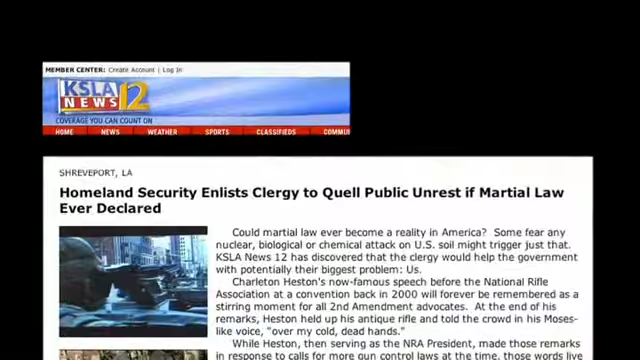 MEMBER CENTER: Create Account | Log In
KSLA
NEWS 12
COVERAGE YOU CAN COUNT ON
HOME NEWS WEATHER SPORTS CLASSIFIEDS COMMUI
SHREVEPORT, LA
Homeland Security Enlists Clergy to Quell Public Unrest if Martial Law
Ever Declared
Could martial law ever become a reality in America? Some fear any
nuclear, biological or chemical attack on U.S. soil might trigger just that.
KSLA News 12 has discovered that the clergy would help the government
with potentially their biggest problem: Us.
Charleton Heston's now-famous speech before the National Rifle
Association at a convention back in 2000 will forever be remembered as a
stirring moment for all 2nd Amendment advocates. At the end of his
remarks, Heston held up his antique rifle and told the crowd in his Moses-
like voice, "over my cold, dead hands."
While Heston, then serving as the NRA President, made those remarks
in response to calls for more gun control laws at the time, those words live